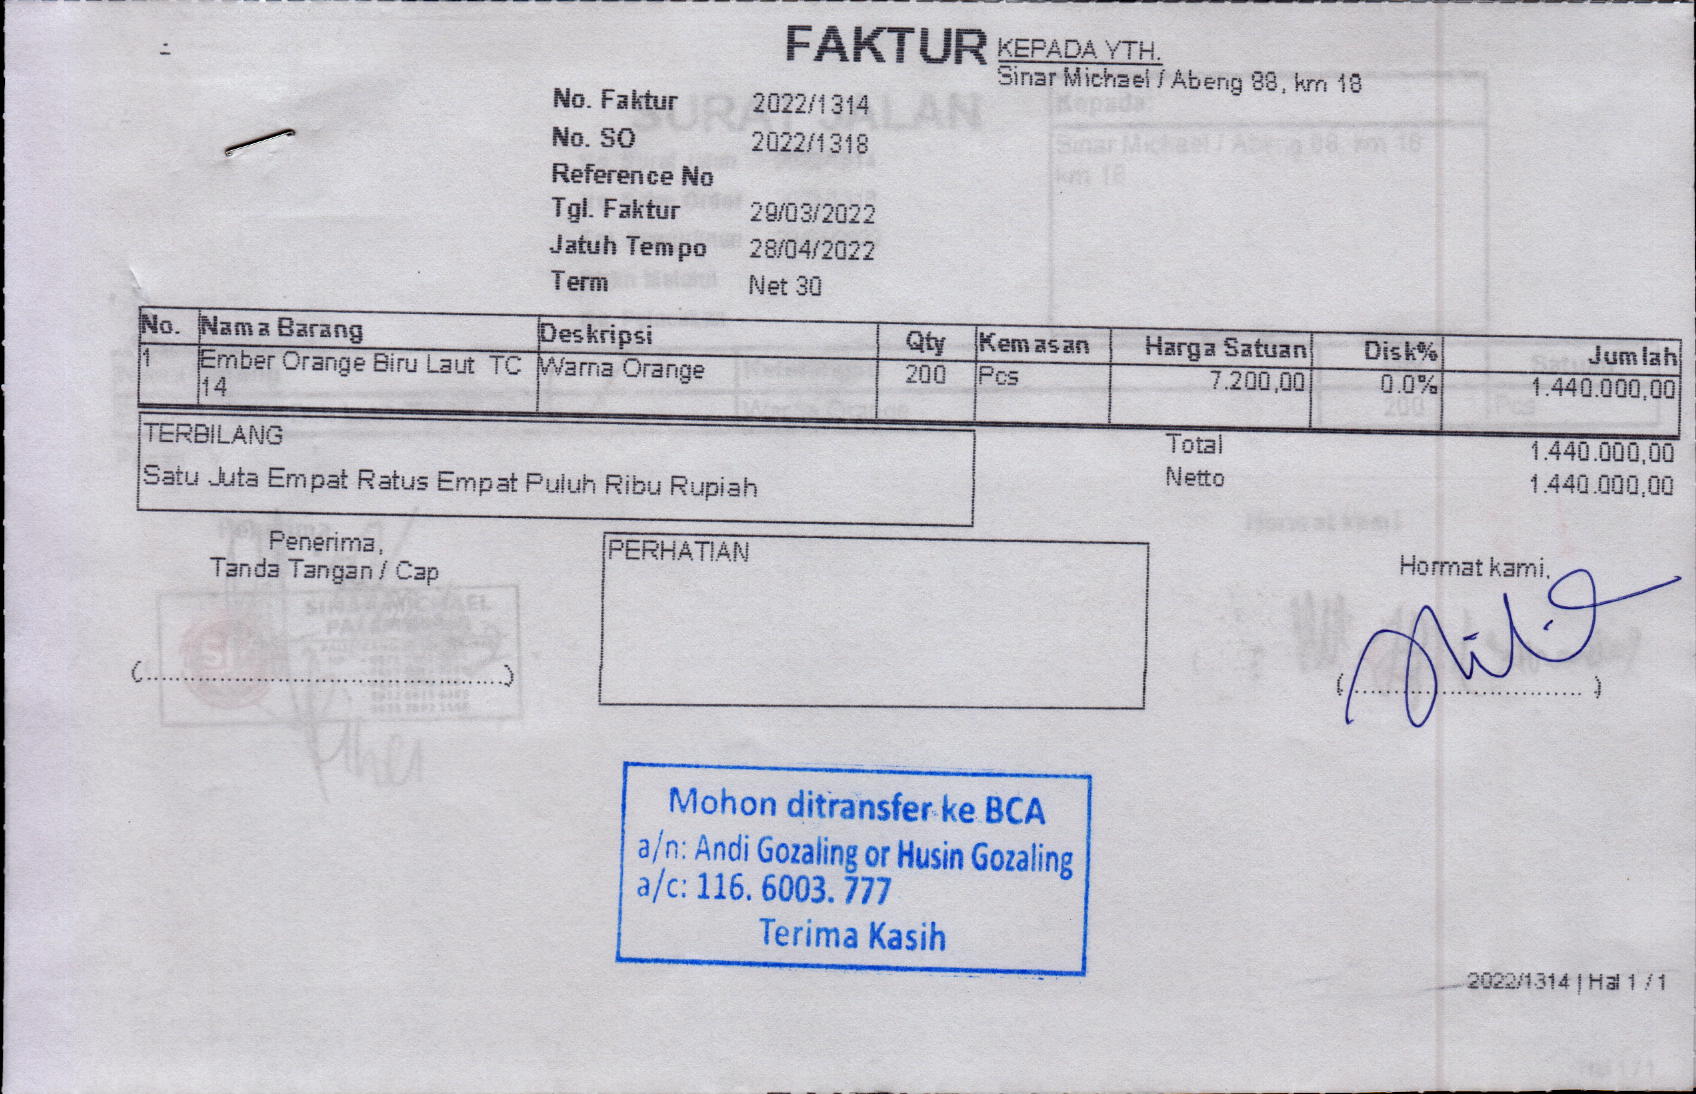 FAKTUR
KEPADA YTH.
Sinar Michael / Abeng 88, km 18
No. Faktur 2022/1314
No. SO 2022/1318
Reference No
Tgl. Faktur 29/03/2022
Jatuh Tempo 28/04/2022
Term Net 30
No. Nama Barang Deskripsi Qty Kemasan Harga Satuan Disk% Jumlah
1 Ember Orange Biru Laut TC Warna Orange 200 Pcs 7.200,00 0.0% 1.440.000,00
14
TERBILANG
Satu Juta Empat Ratus Empat Puluh Ribu Rupiah
Total 1.440.000,00
Netto 1.440.000,00
Penerima,
Tanda Tangan / Cap
(......................................................)
PERHATIAN
Hormat kami,
(.................................. )
Mohon ditransfer ke BCA
a/n: Andi Gozaling or Husin Gozaling
a/c: 116. 6003. 777
Terima Kasih
2022/1314 | Hal 1 / 1